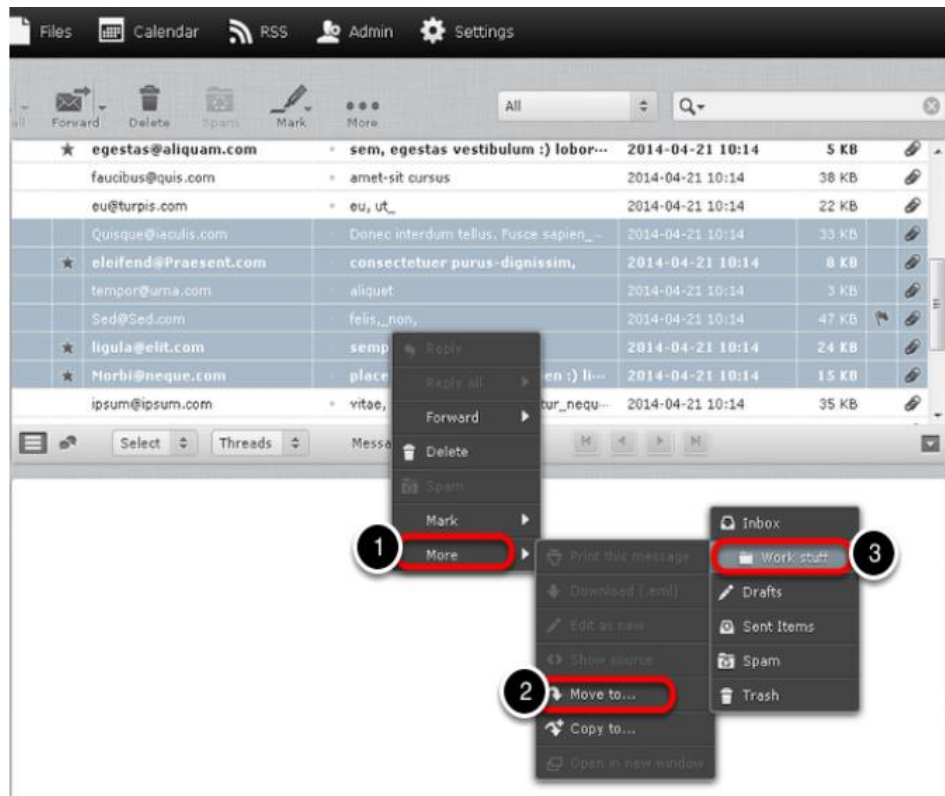 Files Calendar RSS Admin Settings
All
Forward Delete Spam Mark More
egestas@aliquam.com sem, egestas vestibulum :) lobor··· 2014-04-21 10:14 5 KB
faucibus@quis.com amet-sit cursus 2014-04-21 10:14 38 KB
eu@turpis.com eu, ut_ 2014-04-21 10:14 22 KB
Quisque@iaculis.com Donec interdum tellus. Fusce sapien_··· 2014-04-21 10:14 33 KB
eleifend@Praesent.com consectetuer purus-dignissim, 2014-04-21 10:14 8 KB
tempor@urna.com aliquet 2014-04-21 10:14 3 KB
Sed@Sed.com felis,_non, 2014-04-21 10:14 47 KB
ligula@elit.com semp 2014-04-21 10:14 24 KB
Morbi@neque.com place en :) li··· 2014-04-21 10:14 15 KB
ipsum@ipsum.com vitae, tur_nequ··· 2014-04-21 10:14 35 KB
Select Threads Messa
Reply
Reply all
Forward
Delete
Spam
Mark
1 More
Print this message
Download (.eml)
Edit as new
Show source
2 Move to...
Copy to...
Open in new window
Inbox
Work stuff 3
Drafts
Sent Items
Spam
Trash